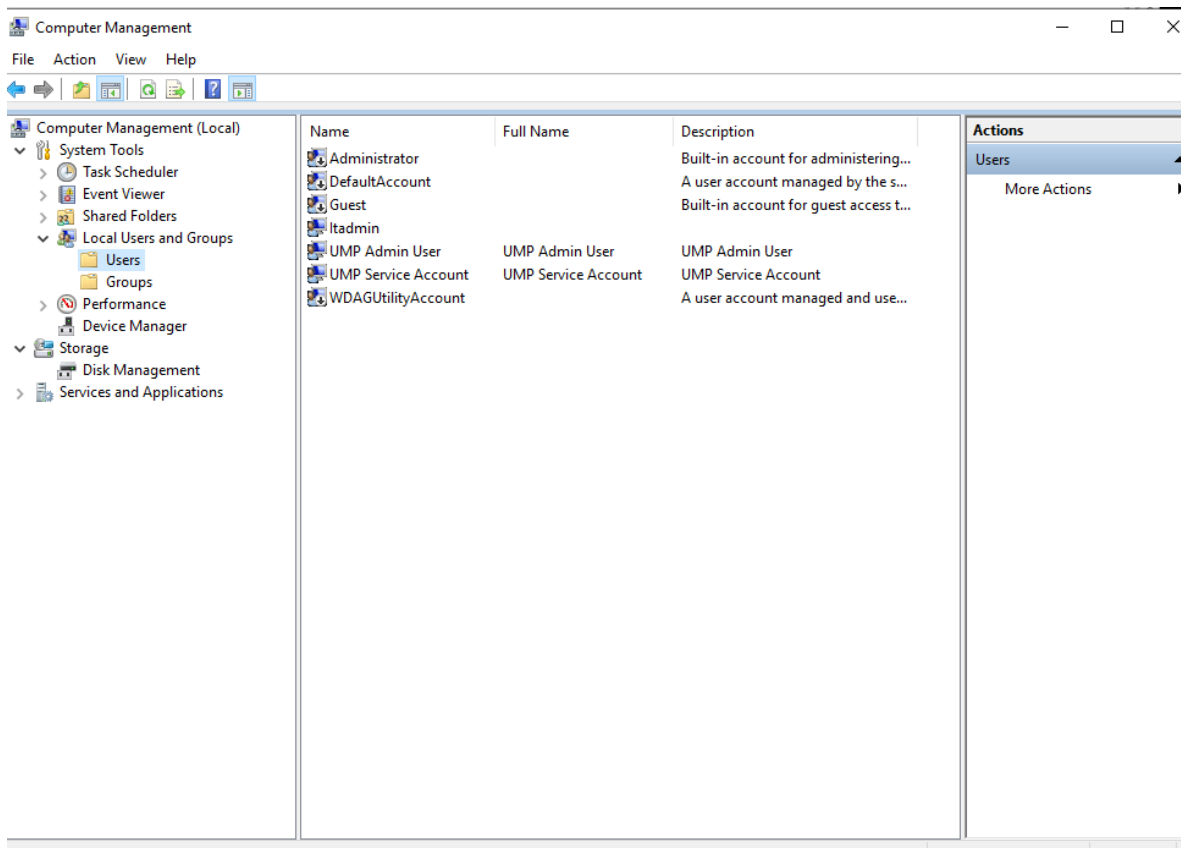 Computer Management
File Action View Help
Computer Management (Local)
System Tools
Task Scheduler
Event Viewer
Shared Folders
Local Users and Groups
Users
Groups
Performance
Device Manager
Storage
Disk Management
Services and Applications
Name Full Name Description
Administrator Built-in account for administering...
DefaultAccount A user account managed by the s...
Guest Built-in account for guest access t...
ltadmin
UMP Admin User UMP Admin User UMP Admin User
UMP Service Account UMP Service Account UMP Service Account
WDAGUtilityAccount A user account managed and use...
Actions
Users
More Actions